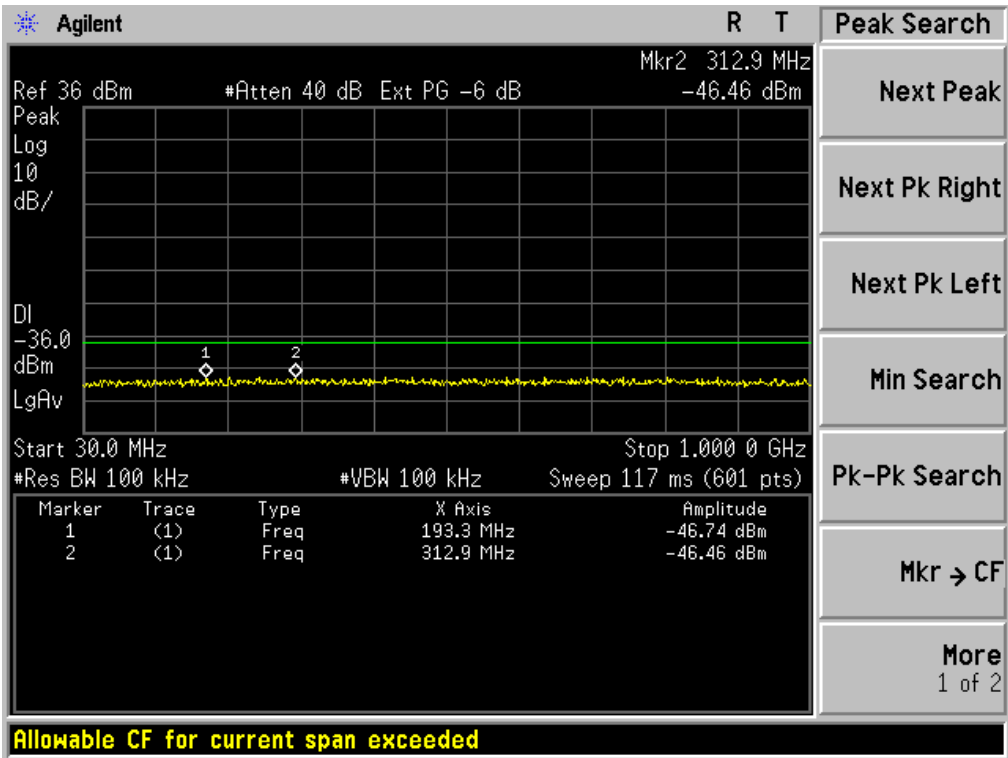 Agilent R T
Mkr2 312.9 MHz
Ref 36 dBm #Atten 40 dB Ext PG -6 dB -46.46 dBm
Peak
Log
10
dB/
DI
-36.0
dBm
LgAv
1 2
Start 30.0 MHz Stop 1.000 0 GHz
#Res BW 100 kHz #VBW 100 kHz Sweep 117 ms (601 pts)
Marker Trace Type X Axis Amplitude
1 (1) Freq 193.3 MHz -46.74 dBm
2 (1) Freq 312.9 MHz -46.46 dBm
Allowable CF for current span exceeded
Peak Search
Next Peak
Next Pk Right
Next Pk Left
Min Search
Pk-Pk Search
Mkr → CF
More
1 of 2